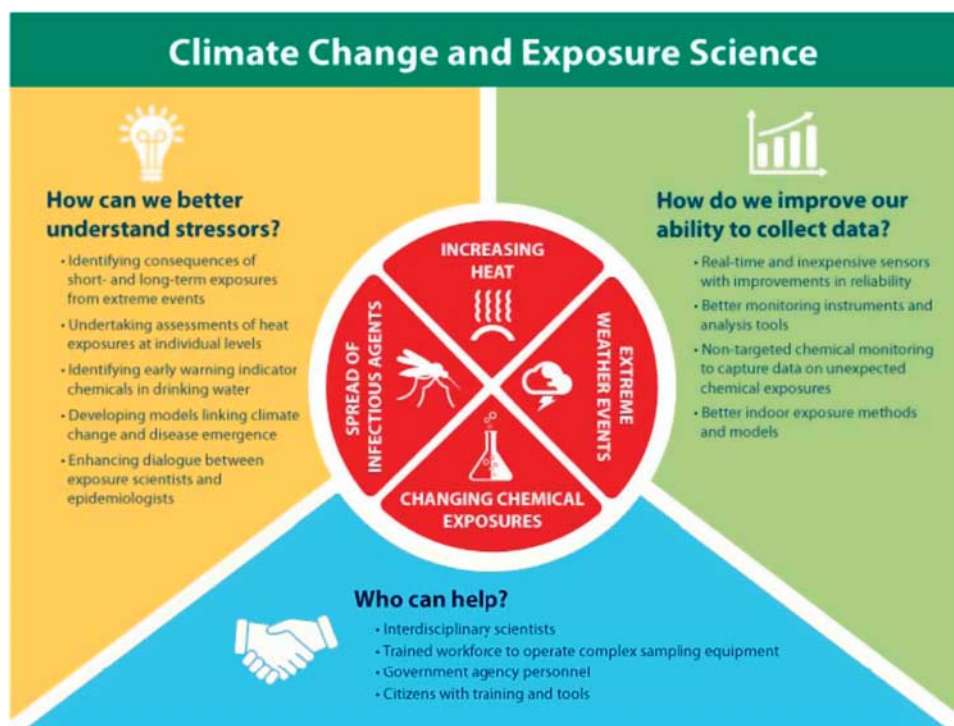 Climate Change and Exposure Science
How can we better
understand stressors?
• Identifying consequences of
short- and long-term exposures
from extreme events
• Undertaking assessments of heat
exposures at individual levels
• Identifying early warning indicator
chemicals in drinking water
• Developing models linking climate
change and disease emergence
• Enhancing dialogue between
exposure scientists and
epidemiologists
How do we improve our
ability to collect data?
• Real-time and inexpensive sensors
with improvements in reliability
• Better monitoring instruments and
analysis tools
• Non-targeted chemical monitoring
to capture data on unexpected
chemical exposures
• Better indoor exposure methods
and models
INCREASING
HEAT
EXTREME
WEATHER EVENTS
CHANGING CHEMICAL
EXPOSURES
SPREAD OF
INFECTIOUS AGENTS
Who can help?
• Interdisciplinary scientists
• Trained workforce to operate complex sampling equipment
• Government agency personnel
• Citizens with training and tools